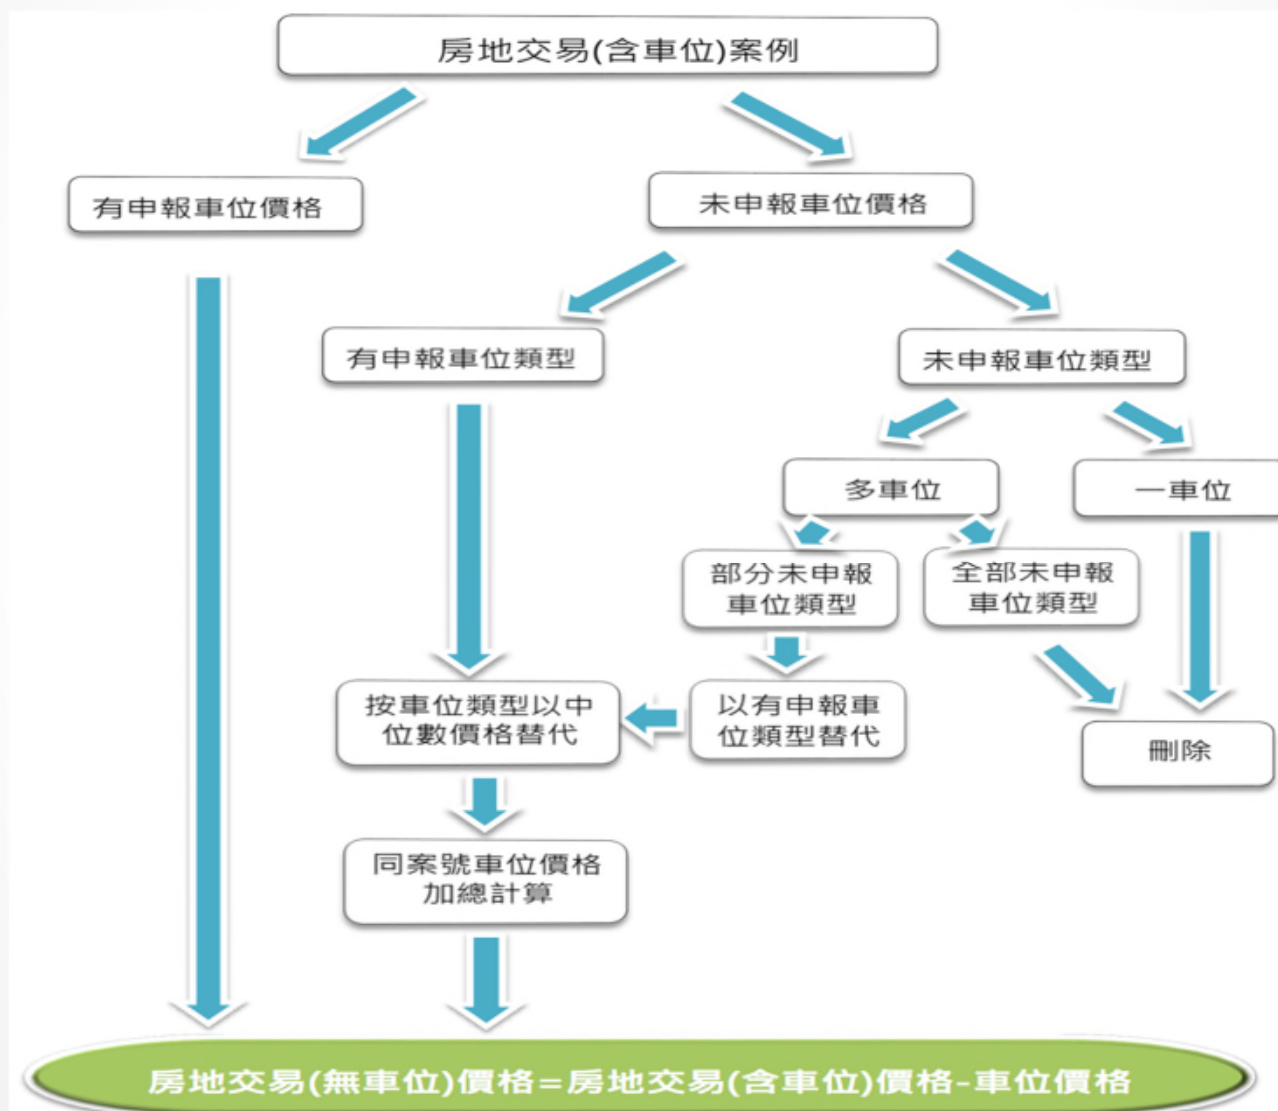 房地交易(含車位)案例
有申報車位價格
未申報車位價格
有申報車位類型
未申報車位類型
多車位
一車位
部分未申報
車位類型
全部未申報
車位類型
按車位類型以中
位數價格替代
以有申報車
位類型替代
刪除
同案號車位價格
加總計算
房地交易(無車位)價格=房地交易(含車位)價格-車位價格